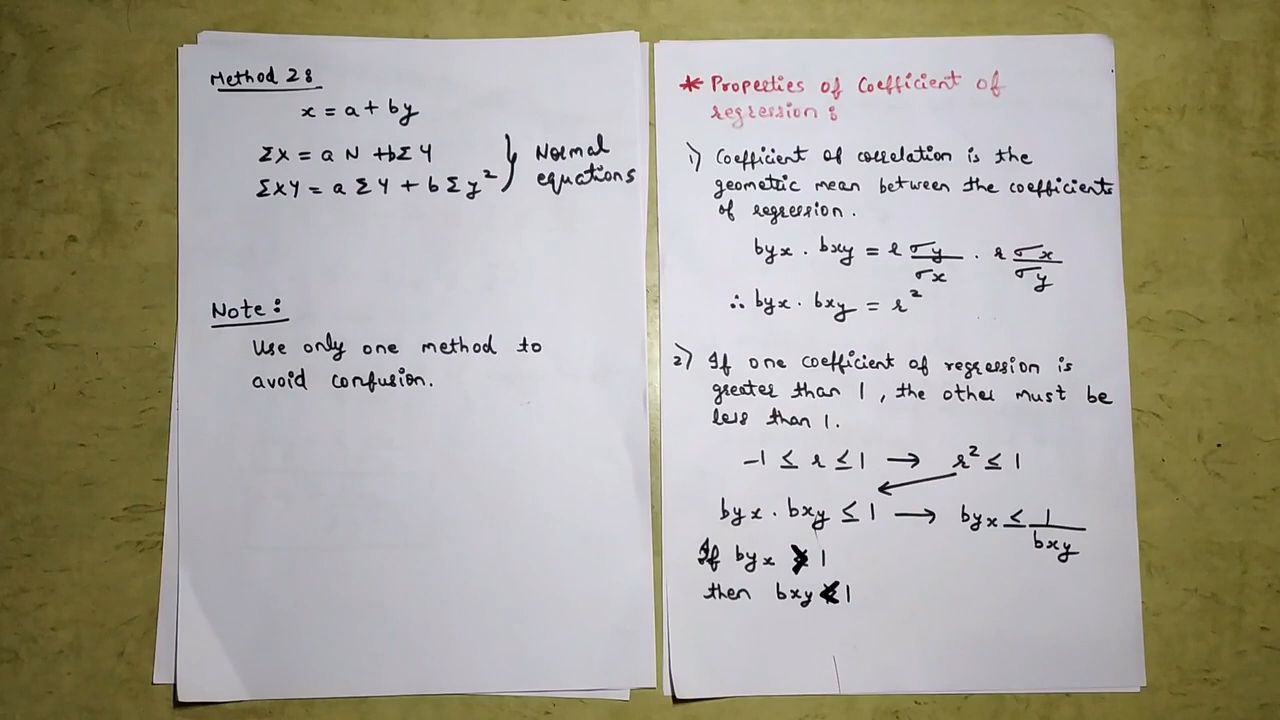 Method 2:
x = a + by
Σx = a N + bΣY
Σxy = a ΣY + b Σy²
Normal
equations
Note:
Use only one method to
avoid confusion.
* Properties of Coefficient of
regression:
1) Coefficient of correlation is the
geometric mean between the coefficients
of regression.
byx . bxy = r σy/σx . r σx/σy
∴ byx . bxy = r²
2) If one coefficient of regression is
greater than 1, the other must be
less than 1.
-1 ≤ r ≤ 1 → r² ≤ 1
byx . bxy ≤ 1 → byx ≤ 1/bxy
If byx > 1
then bxy < 1